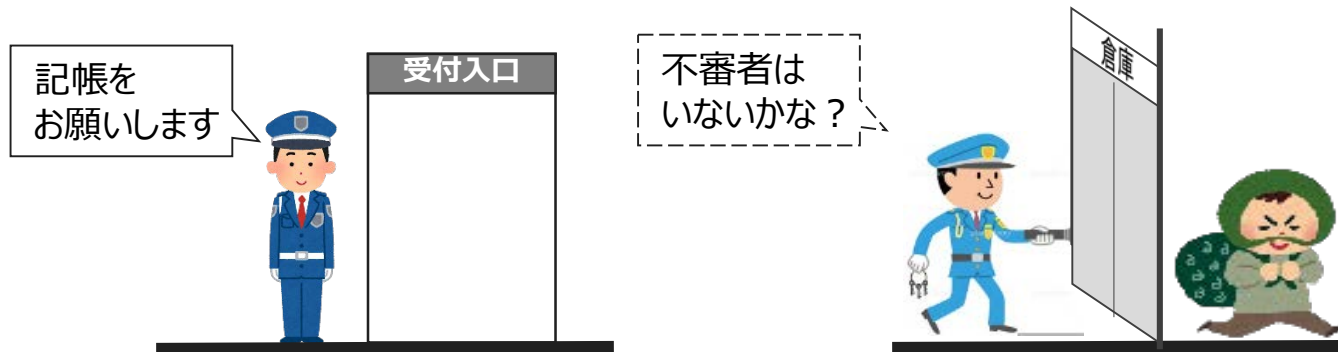 記帳を
お願いします
受付入口
不審者は
いないかな？
倉庫